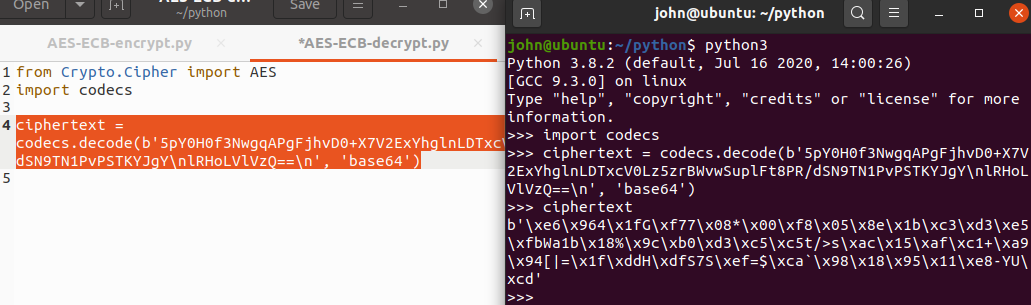 Open
AES-ECB-e...
~/python
Save
AES-ECB-encrypt.py
*AES-ECB-decrypt.py
1 from Crypto.Cipher import AES
2 import codecs
3
4 ciphertext =
codecs.decode(b'5pY0H0f3NwgqAPgFjhvD0+X7V2ExYhglnLDTxcV
dSN9TN1PvPSTKYJgY\nlRHoLVlVzQ==\n', 'base64')
5
john@ubuntu: ~/python
john@ubuntu:~/python$ python3
Python 3.8.2 (default, Jul 16 2020, 14:00:26)
[GCC 9.3.0] on linux
Type "help", "copyright", "credits" or "license" for more
information.
>>> import codecs
>>> ciphertext = codecs.decode(b'5pY0H0f3NwgqAPgFjhvD0+X7V
2ExYhglnLDTxcV0Lz5zrBWvwSuplFt8PR/dSN9TN1PvPSTKYJgY\nlRHoL
VlVzQ==\n', 'base64')
>>> ciphertext
b'\xe6\x964\x1fG\xf77\x08*\x00\xf8\x05\x8e\x1b\xc3\xd3\xe5
\xfbWa1b\x18%\x9c\xb0\xd3\xc5\xc5t/>s\xac\x15\xaf\xc1+\xa9
\x94[|=\x1f\xddH\xdfS7S\xef=$\xca`\x98\x18\x95\x11\xe8-YU\
xcd'
>>>